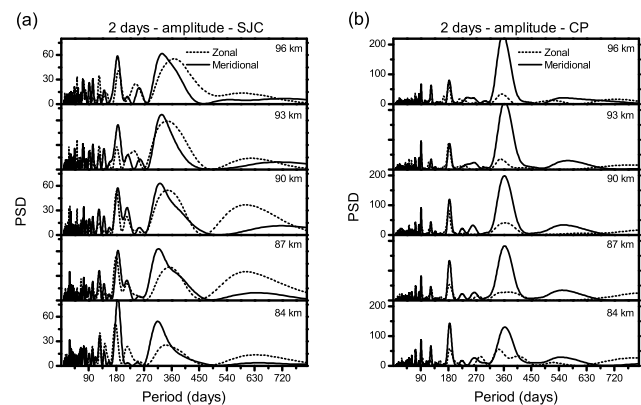 (a)
2 days - amplitude - SJC
Zonal
Meridional
96 km
60
30
0
93 km
90 km
60
30
0
PSD
87 km
84 km
60
30
0
90 180 270 360 450 540 630 720
Period (days)
(b)
2 days - amplitude - CP
Zonal
Meridional
96 km
200
100
0
93 km
90 km
200
100
0
PSD
87 km
84 km
200
100
0
90 180 270 360 450 540 630 720
Period (days)